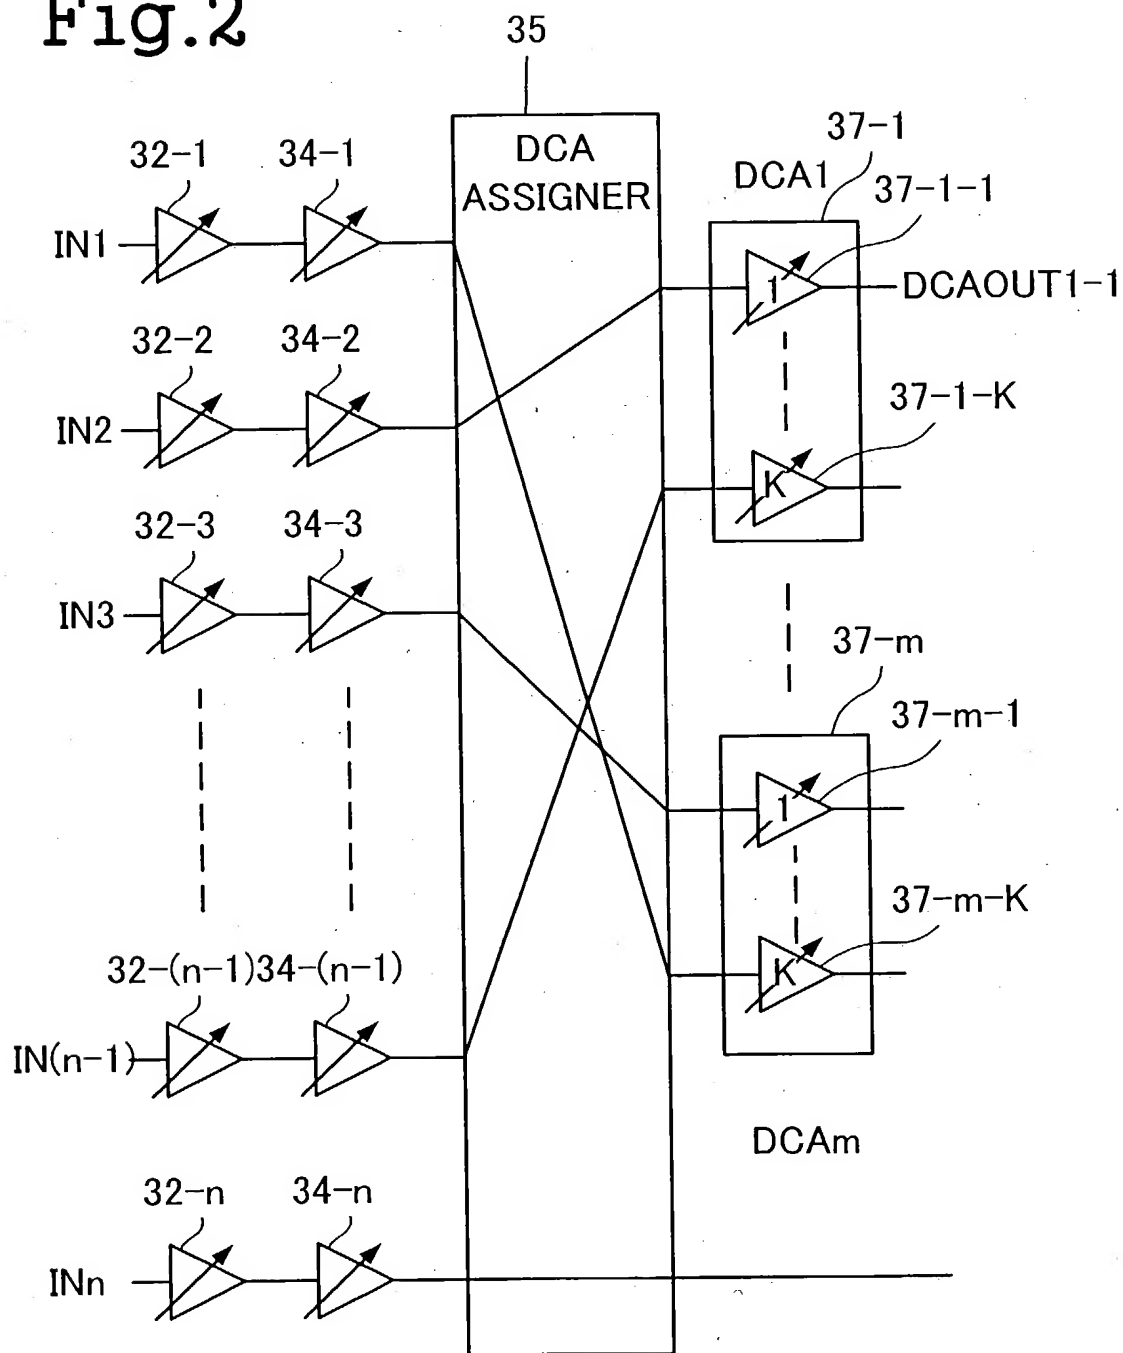 Fig.2
35
DCA
ASSIGNER
37-1
DCA1
37-1-1
32-1
34-1
IN1
1
DCAOUT1-1
32-2
34-2
IN2
37-1-K
K
32-3
34-3
IN3
37-m
37-m-1
1
37-m-K
K
32-(n-1)
34-(n-1)
IN(n-1)
DCAm
32-n
34-n
INn